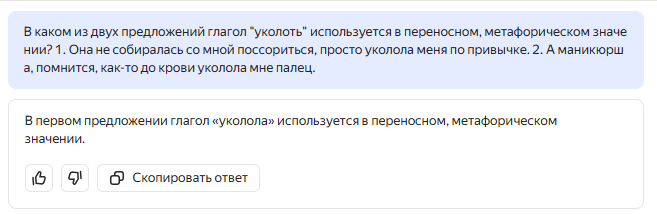 В каком из двух предложений глагол "уколоть" используется в переносном, метафорическом значе
нии? 1. Она не собиралась со мной поссориться, просто уколола меня по привычке. 2. А маникюрш
а, помнится, как-то до крови уколола мне палец.
В первом предложении глагол «уколола» используется в переносном, метафорическом
значении.
Скопировать ответ